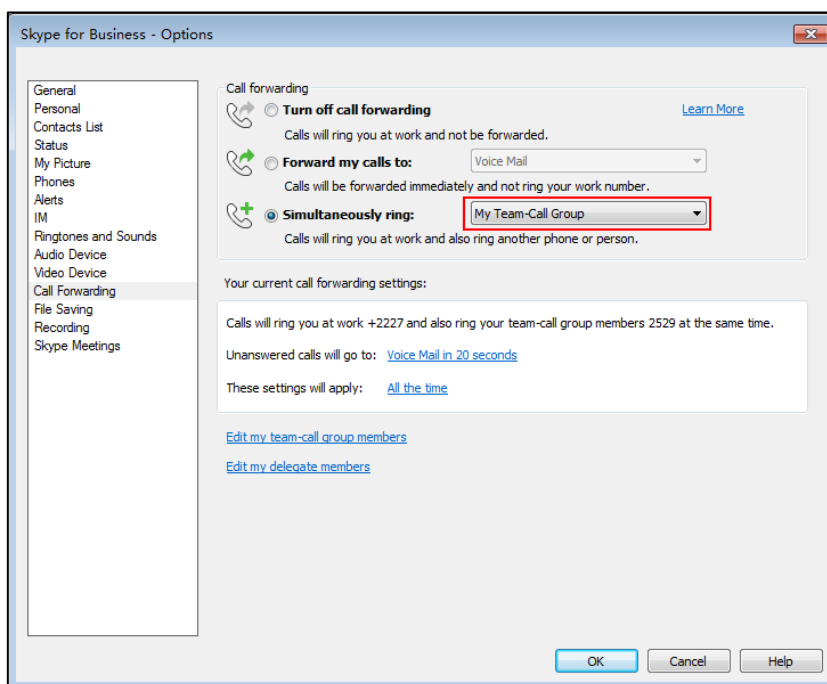 Skype for Business - Options
General
Personal
Contacts List
Status
My Picture
Phones
Alerts
IM
Ringtones and Sounds
Audio Device
Video Device
Call Forwarding
File Saving
Recording
Skype Meetings
Call forwarding
Turn off call forwarding
Learn More
Calls will ring you at work and not be forwarded.
Forward my calls to:
Voice Mail
Calls will be forwarded immediately and not ring your work number.
Simultaneously ring:
My Team-Call Group
Calls will ring you at work and also ring another phone or person.
Your current call forwarding settings:
Calls will ring you at work +2227 and also ring your team-call group members 2529 at the same time.
Unanswered calls will go to: Voice Mail in 20 seconds
These settings will apply: All the time
Edit my team-call group members
Edit my delegate members
OK
Cancel
Help